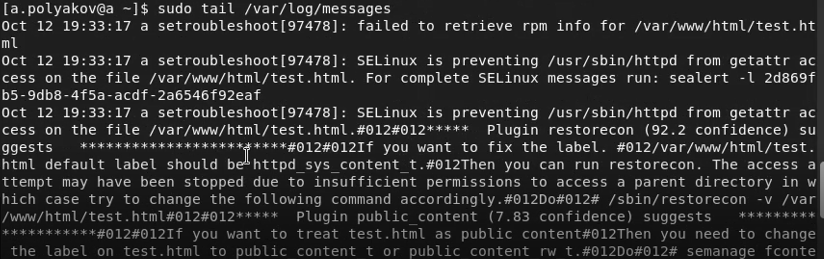 [a.polyakov@a ~]$ sudo tail /var/log/messages
Oct 12 19:33:17 a setroubleshoot[97478]: failed to retrieve rpm info for /var/www/html/test.ht
ml
Oct 12 19:33:17 a setroubleshoot[97478]: SELinux is preventing /usr/sbin/httpd from getattr ac
cess on the file /var/www/html/test.html. For complete SELinux messages run: sealert -l 2d869f
b5-9db8-4f5a-acdf-2a6546f92eaf
Oct 12 19:33:17 a setroubleshoot[97478]: SELinux is preventing /usr/sbin/httpd from getattr ac
cess on the file /var/www/html/test.html.#012#012*****  Plugin restorecon (92.2 confidence) su
ggests   ************************#012#012If you want to fix the label. #012/var/www/html/test.
html default label should be httpd_sys_content_t.#012Then you can run restorecon. The access a
ttempt may have been stopped due to insufficient permissions to access a parent directory in w
hich case try to change the following command accordingly.#012Do#012# /sbin/restorecon -v /var
/www/html/test.html#012#012*****  Plugin public_content (7.83 confidence) suggests   *********
***********#012#012If you want to treat test.html as public content#012Then you need to change
 the label on test.html to public_content_t or public_content_rw_t.#012Do#012# semanage fconte